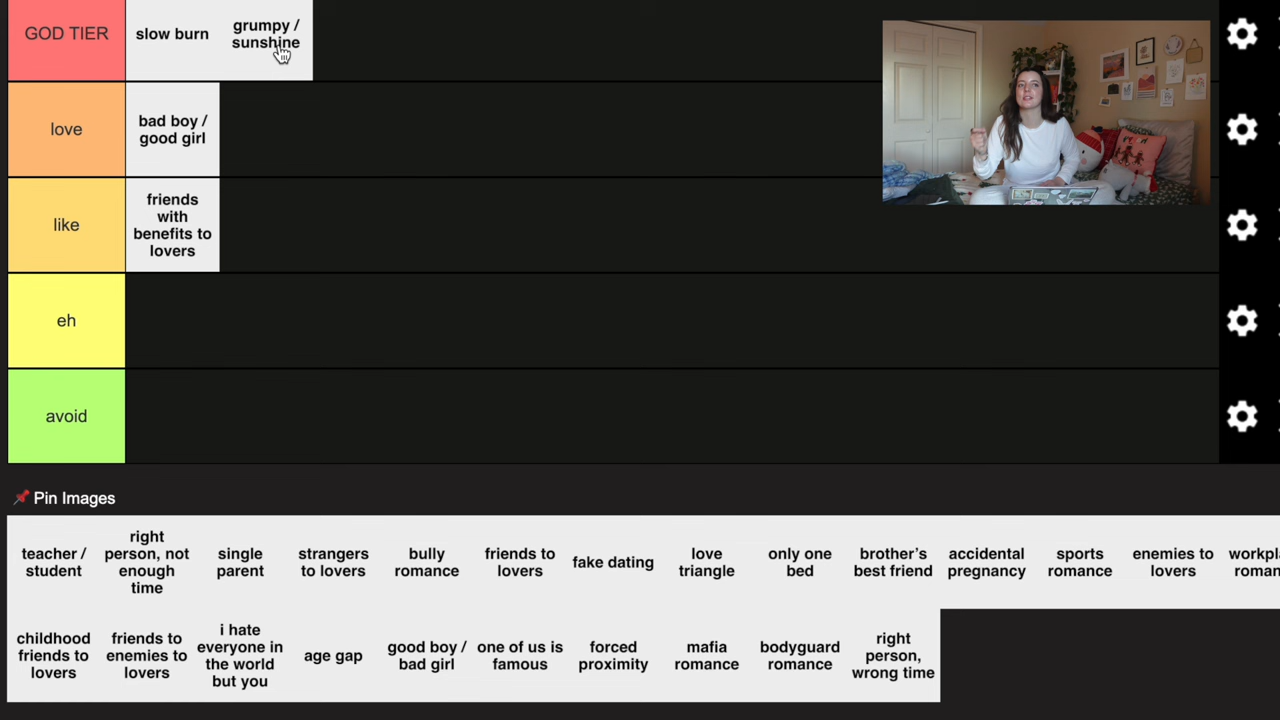 GOD TIER
slow burn
grumpy /
sunshine
love
bad boy /
good girl
like
friends
with
benefits to
lovers
eh
avoid
Pin Images
teacher /
student
right
person, not
enough
time
single
parent
strangers
to lovers
bully
romance
friends to
lovers
fake dating
love
triangle
only one
bed
brother's
best friend
accidental
pregnancy
sports
romance
enemies to
lovers
childhood
friends to
lovers
friends to
enemies to
lovers
i hate
everyone in
the world
but you
age gap
good boy /
bad girl
one of us is
famous
forced
proximity
mafia
romance
bodyguard
romance
right
person,
wrong time